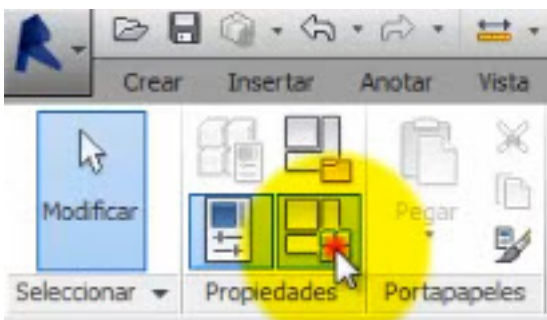 Crear Insertar Anotar Vista
Modificar
Pegar
Seleccionar Propiedades Portapapeles